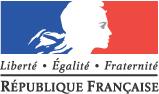 Liberté • Égalité • Fraternité
RÉPUBLIQUE FRANÇAISE